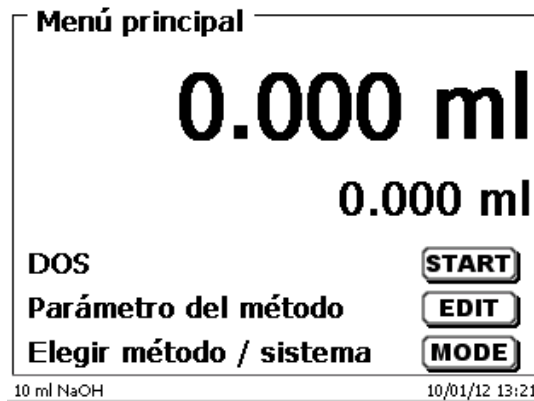 Menú principal
0.000 ml
0.000 ml
DOS START
Parámetro del método EDIT
Elegir método / sistema MODE
10 ml NaOH 10/01/12 13:21